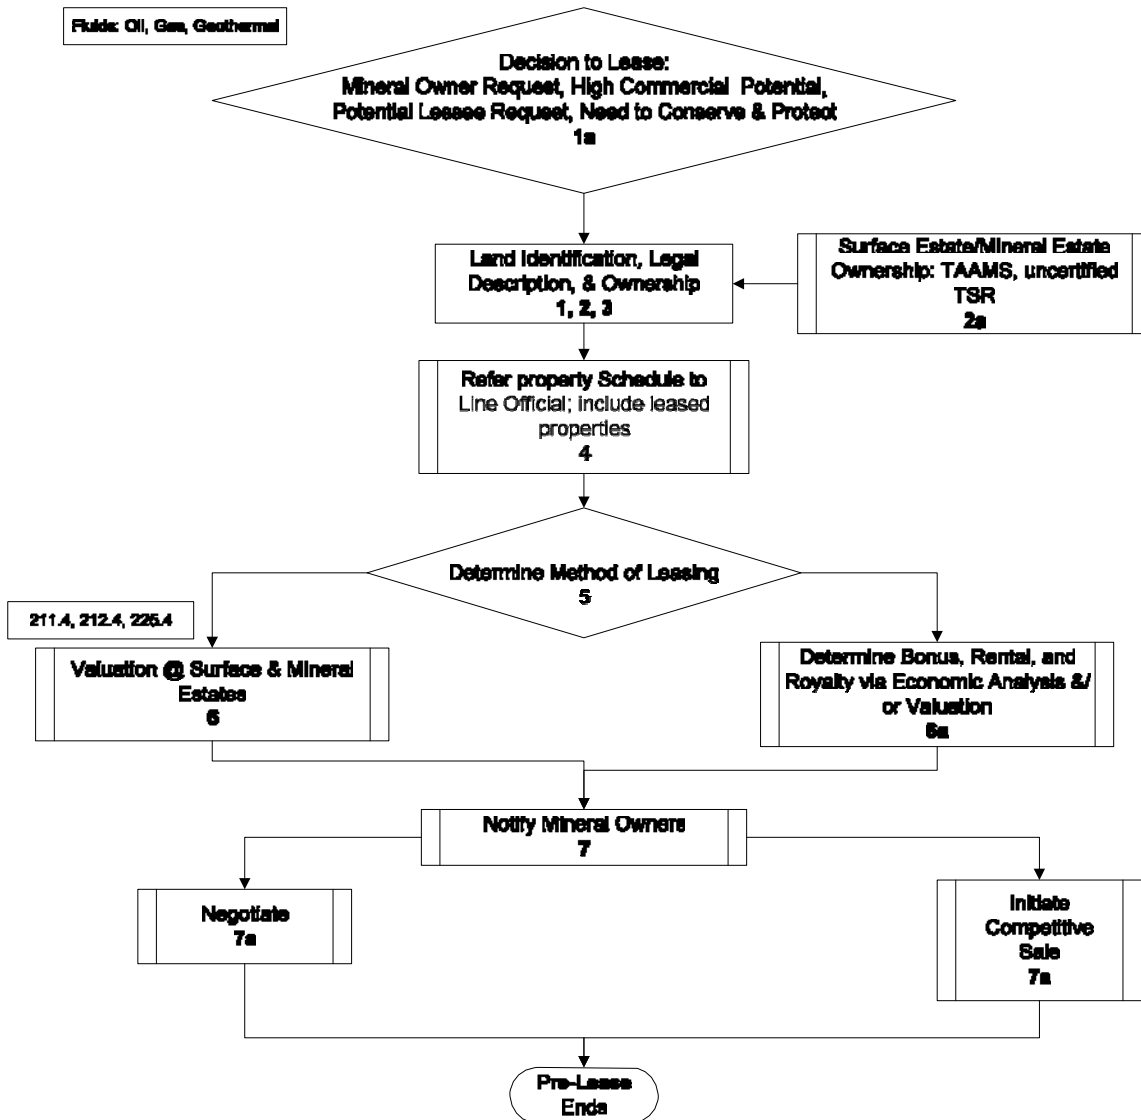 Fluids: Oil, Gas, Geothermal
Decision to Lease:
Mineral Owner Request, High Commercial Potential,
Potential Lessee Request, Need to Conserve & Protect
1a
Land Identification, Legal
Description, & Ownership
1, 2, 3
Surface Estate/Mineral Estate
Ownership: TAAMS, uncertified
TSR
2a
Refer property Schedule to
Line Official; include leased
properties
4
Determine Method of Leasing
5
211.4, 212.4, 225.4
Valuation @ Surface & Mineral
Estates
6
Determine Bonus, Rental, and
Royalty via Economic Analysis &/
or Valuation
6a
Notify Mineral Owners
7
Negotiate
7a
Initiate
Competitive
Sale
7a
Pre-Lease
Ends